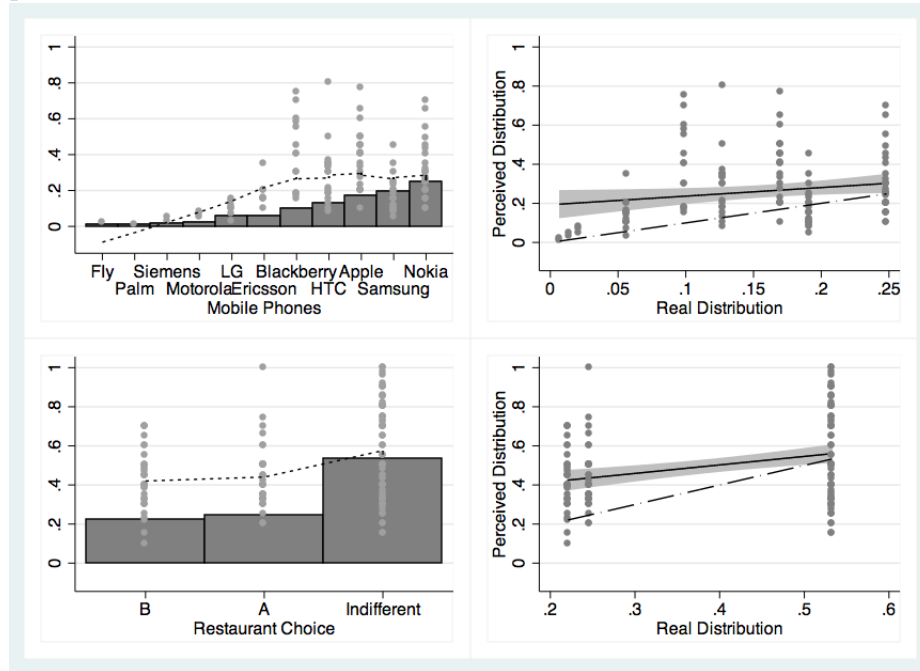 1
.8
.6
.4
.2
0
Fly Siemens LG Blackberry Apple Nokia
Palm Motorola Ericsson HTC Samsung
Mobile Phones
Perceived Distribution
1
.8
.6
.4
.2
0
0 .05 .1 .15 .2 .25
Real Distribution
1
.8
.6
.4
.2
0
B A Indifferent
Restaurant Choice
Perceived Distribution
1
.8
.6
.4
.2
0
.2 .3 .4 .5 .6
Real Distribution